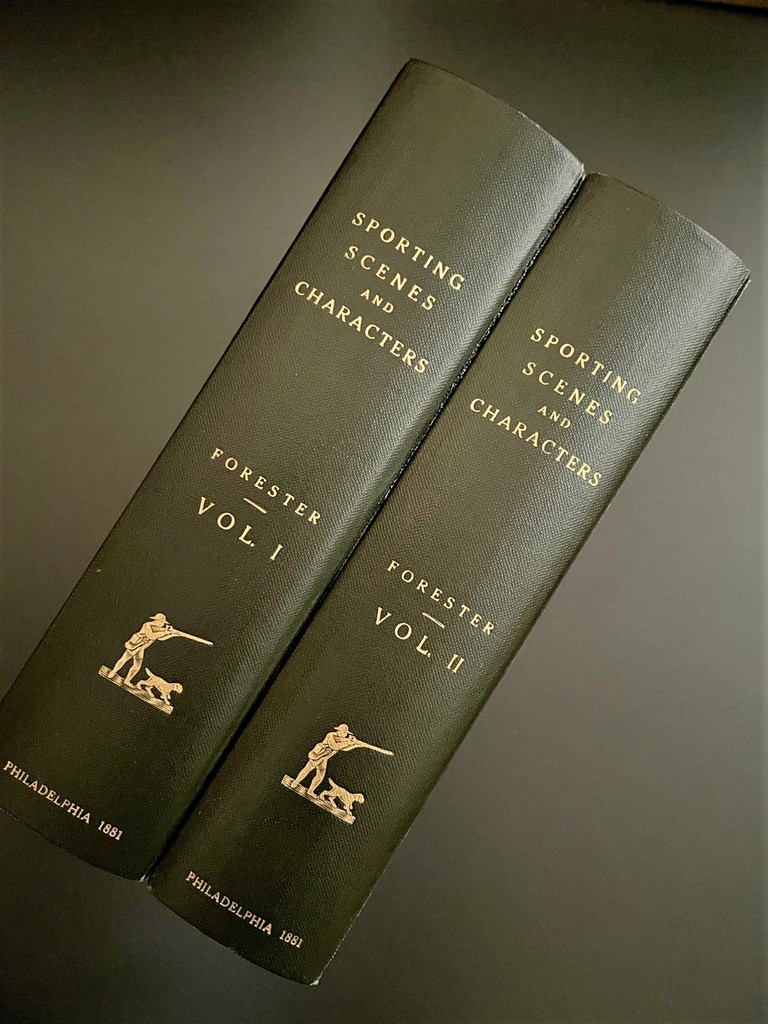 SPORTING
SCENES
AND
CHARACTERS
FORESTER
VOL. I
PHILADELPHIA 1881
SPORTING
SCENES
AND
CHARACTERS
FORESTER
VOL. II
PHILADELPHIA 1881